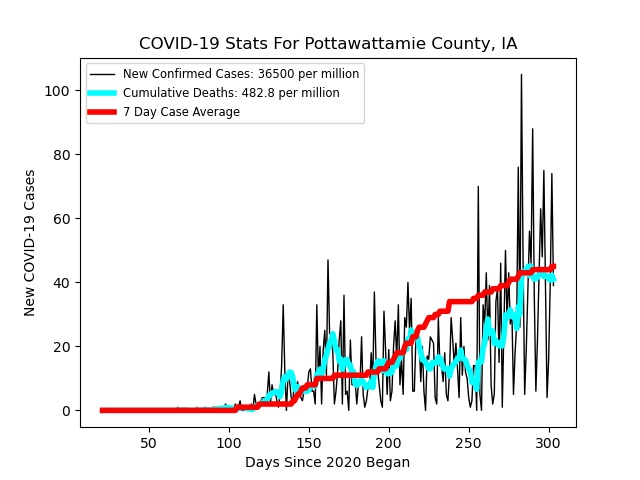 COVID-19 Stats For Pottawattamie County, IA
New Confirmed Cases: 36500 per million
Cumulative Deaths: 482.8 per million
7 Day Case Average
New COVID-19 Cases
100
80
60
40
20
0
50 100 150 200 250 300
Days Since 2020 Began